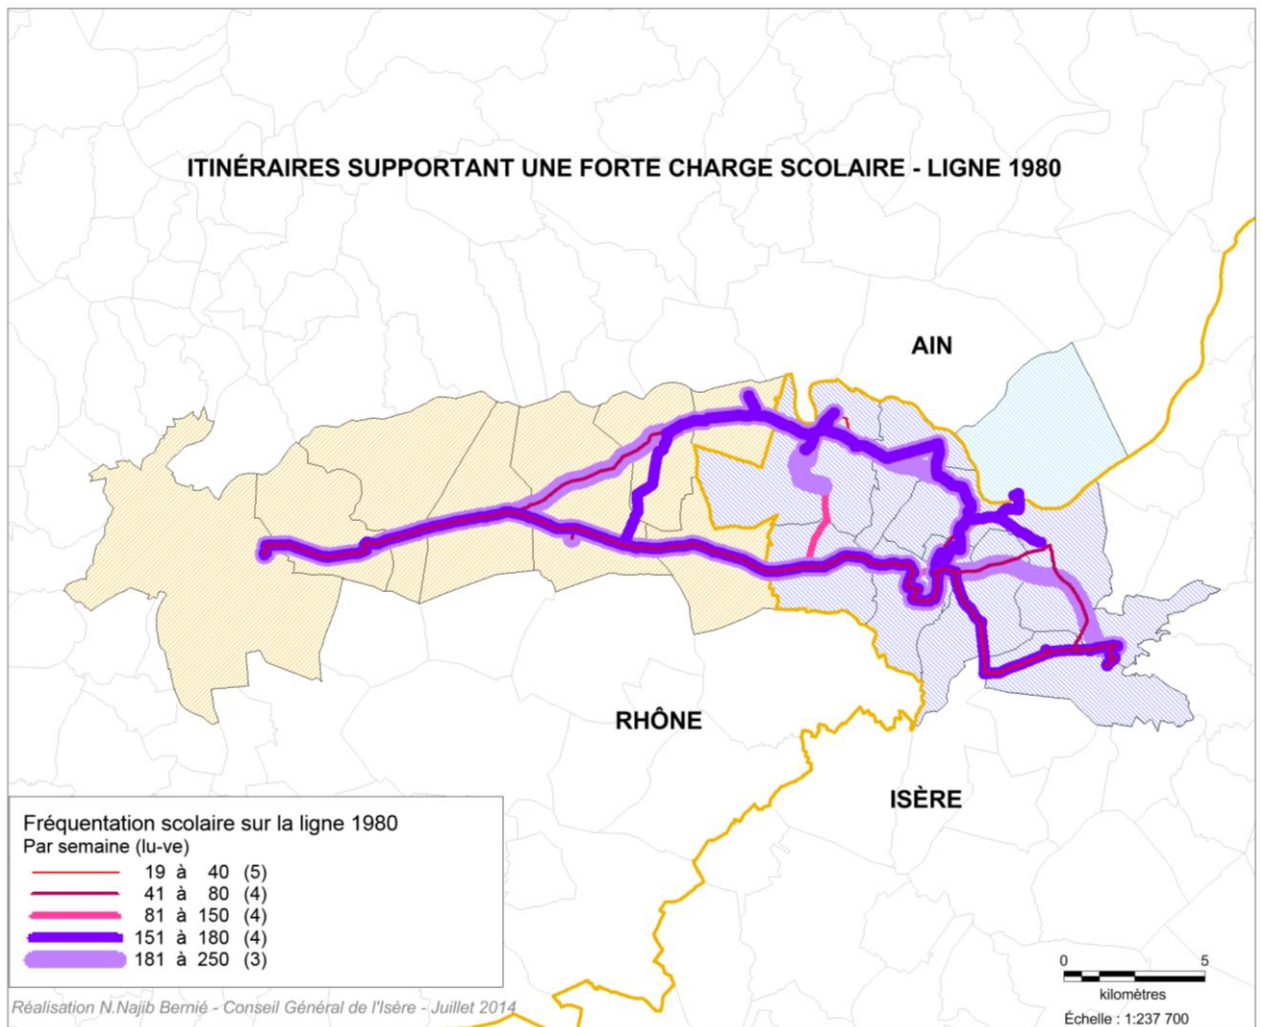 ITINÉRAIRES SUPPORTANT UNE FORTE CHARGE SCOLAIRE - LIGNE 1980
AIN
RHÔNE
ISÈRE
Fréquentation scolaire sur la ligne 1980
Par semaine (lu-ve)
19 à 40 (5)
41 à 80 (4)
81 à 150 (4)
151 à 180 (4)
181 à 250 (3)
0 5
kilomètres
Échelle : 1:237 700
Réalisation N.Najib Bernié - Conseil Général de l'Isère - Juillet 2014